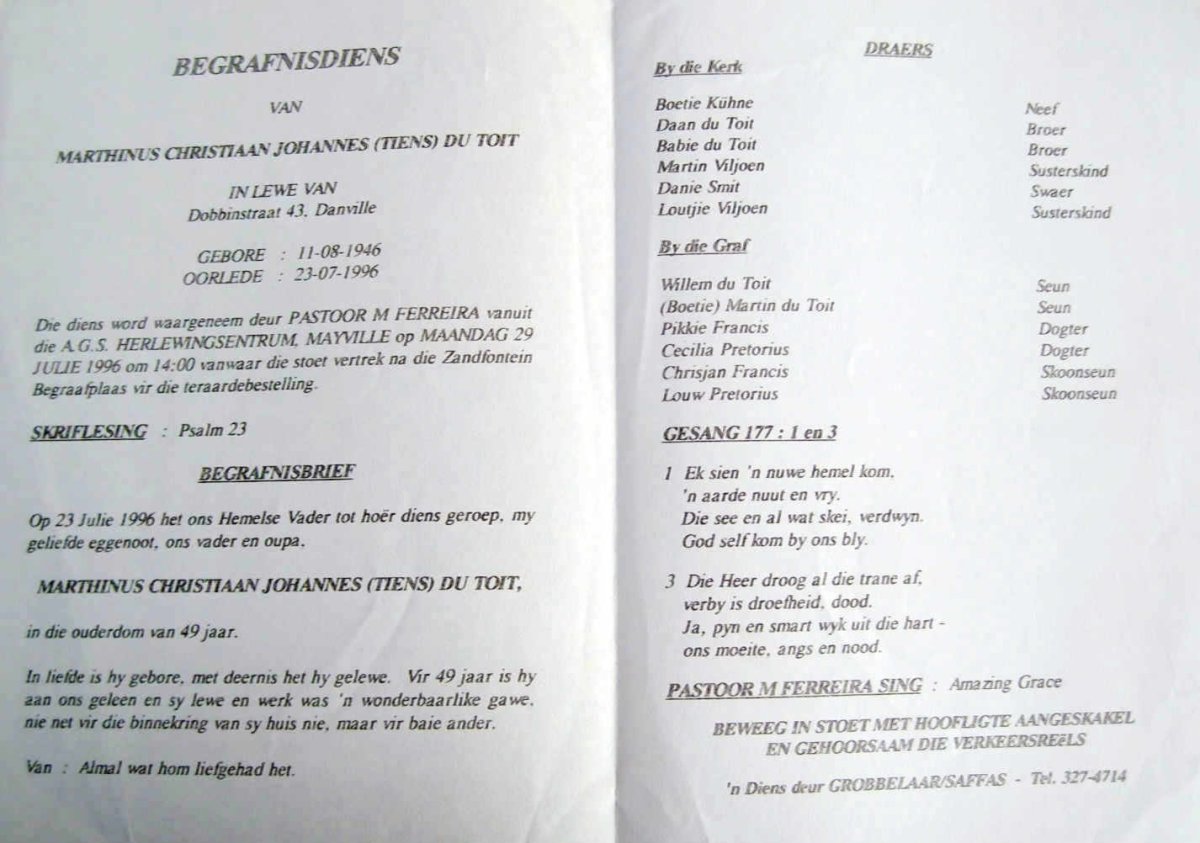 BEGRAFNISDIENS
VAN
MARTHINUS CHRISTIAAN JOHANNES (TIENS) DU TOIT
IN LEWE VAN
Dobbinstraat 43, Danville
GEBORE : 11-08-1946
OORLEDE : 23-07-1996
Die diens word waargeneem deur PASTOOR M FERREIRA vanuit
die A.G.S. HERLEWINGSENTRUM, MAYVILLE op MAANDAG 29
JULIE 1996 om 14:00 vanwaar die stoet vertrek na die Zandfontein
Begraafplaas vir die teraardebestelling.
SKRIFLESING : Psalm 23
BEGRAFNISBRIEF
Op 23 Julie 1996 het ons Hemelse Vader tot hoër diens geroep, my
geliefde eggenoot, ons vader en oupa,
MARTHINUS CHRISTIAAN JOHANNES (TIENS) DU TOIT,
in die ouderdom van 49 jaar.
In liefde is hy gebore, met deernis het hy gelewe. Vir 49 jaar is hy
aan ons geleen en sy lewe en werk was 'n wonderbaarlike gawe,
nie net vir die binnekring van sy huis nie, maar vir baie ander.
Van : Almal wat hom liefgehad het.
DRAERS
By die Kerk
Boetie Kühne Neef
Daan du Toit Broer
Babie du Toit Broer
Martin Viljoen Susterskind
Danie Smit Swaer
Loutjie Viljoen Susterskind
By die Graf
Willem du Toit Seun
(Boetie) Martin du Toit Seun
Pikkie Francis Dogter
Cecilia Pretorius Dogter
Chrisjan Francis Skoonseun
Louw Pretorius Skoonseun
GESANG 177 : 1 en 3
1 Ek sien 'n nuwe hemel kom,
'n aarde nuut en vry.
Die see en al wat skei, verdwyn.
God self kom by ons bly.
3 Die Heer droog al die trane af,
verby is droefheid, dood.
Ja, pyn en smart wyk uit die hart -
ons moeite, angs en nood.
PASTOOR M FERREIRA SING : Amazing Grace
BEWEEG IN STOET MET HOOFLIGTE AANGESKAKEL
EN GEHOORSAAM DIE VERKEERSREëLS
'n Diens deur GROBBELAAR/SAFFAS - Tel. 327-4714